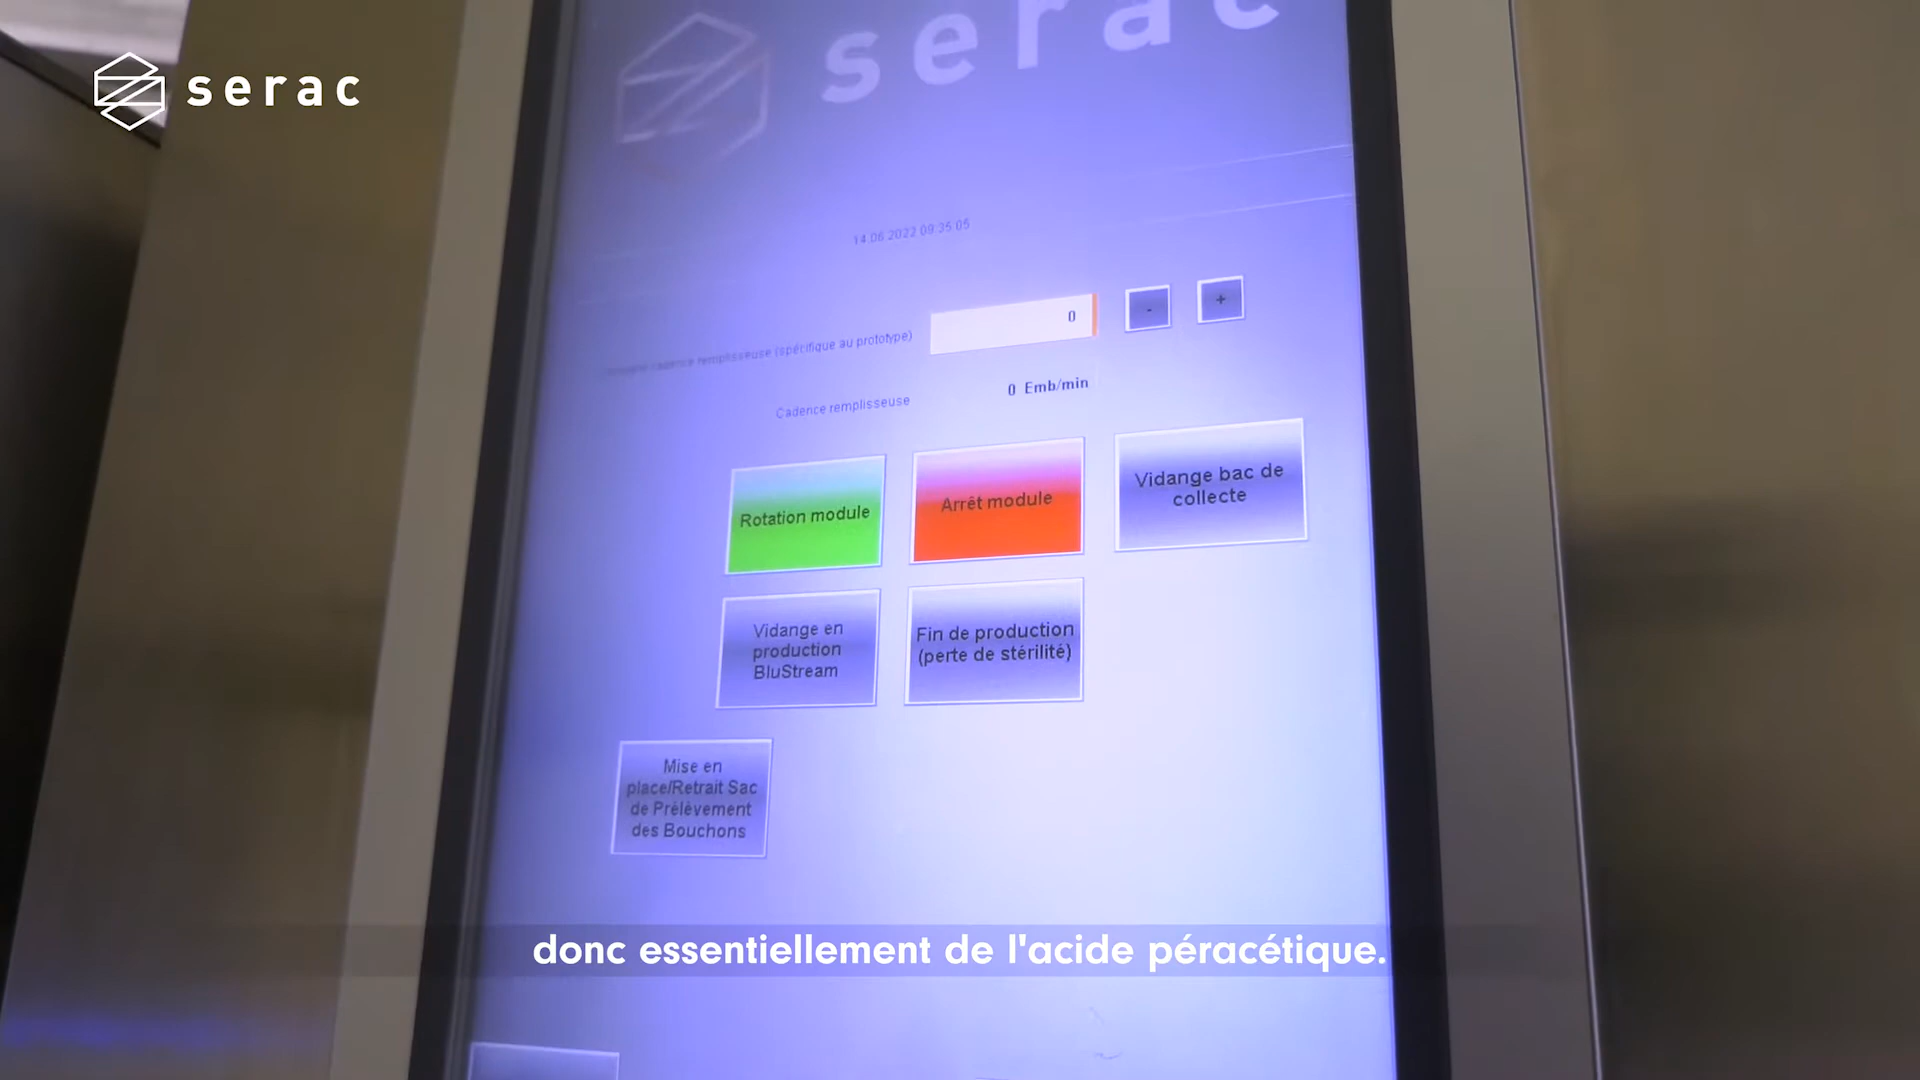 serac
serac
14.06.2022 09:35:05
cadence remplisseuse (spécifique au prototype)
0
-
+
Cadence remplisseuse
0 Emb/min
Rotation module
Arrêt module
Vidange bac de
collecte
Vidange en
production
BluStream
Fin de production
(perte de stérilité)
Mise en
place/Retrait Sac
de Prélèvement
des Bouchons
donc essentiellement de l'acide péracétique.